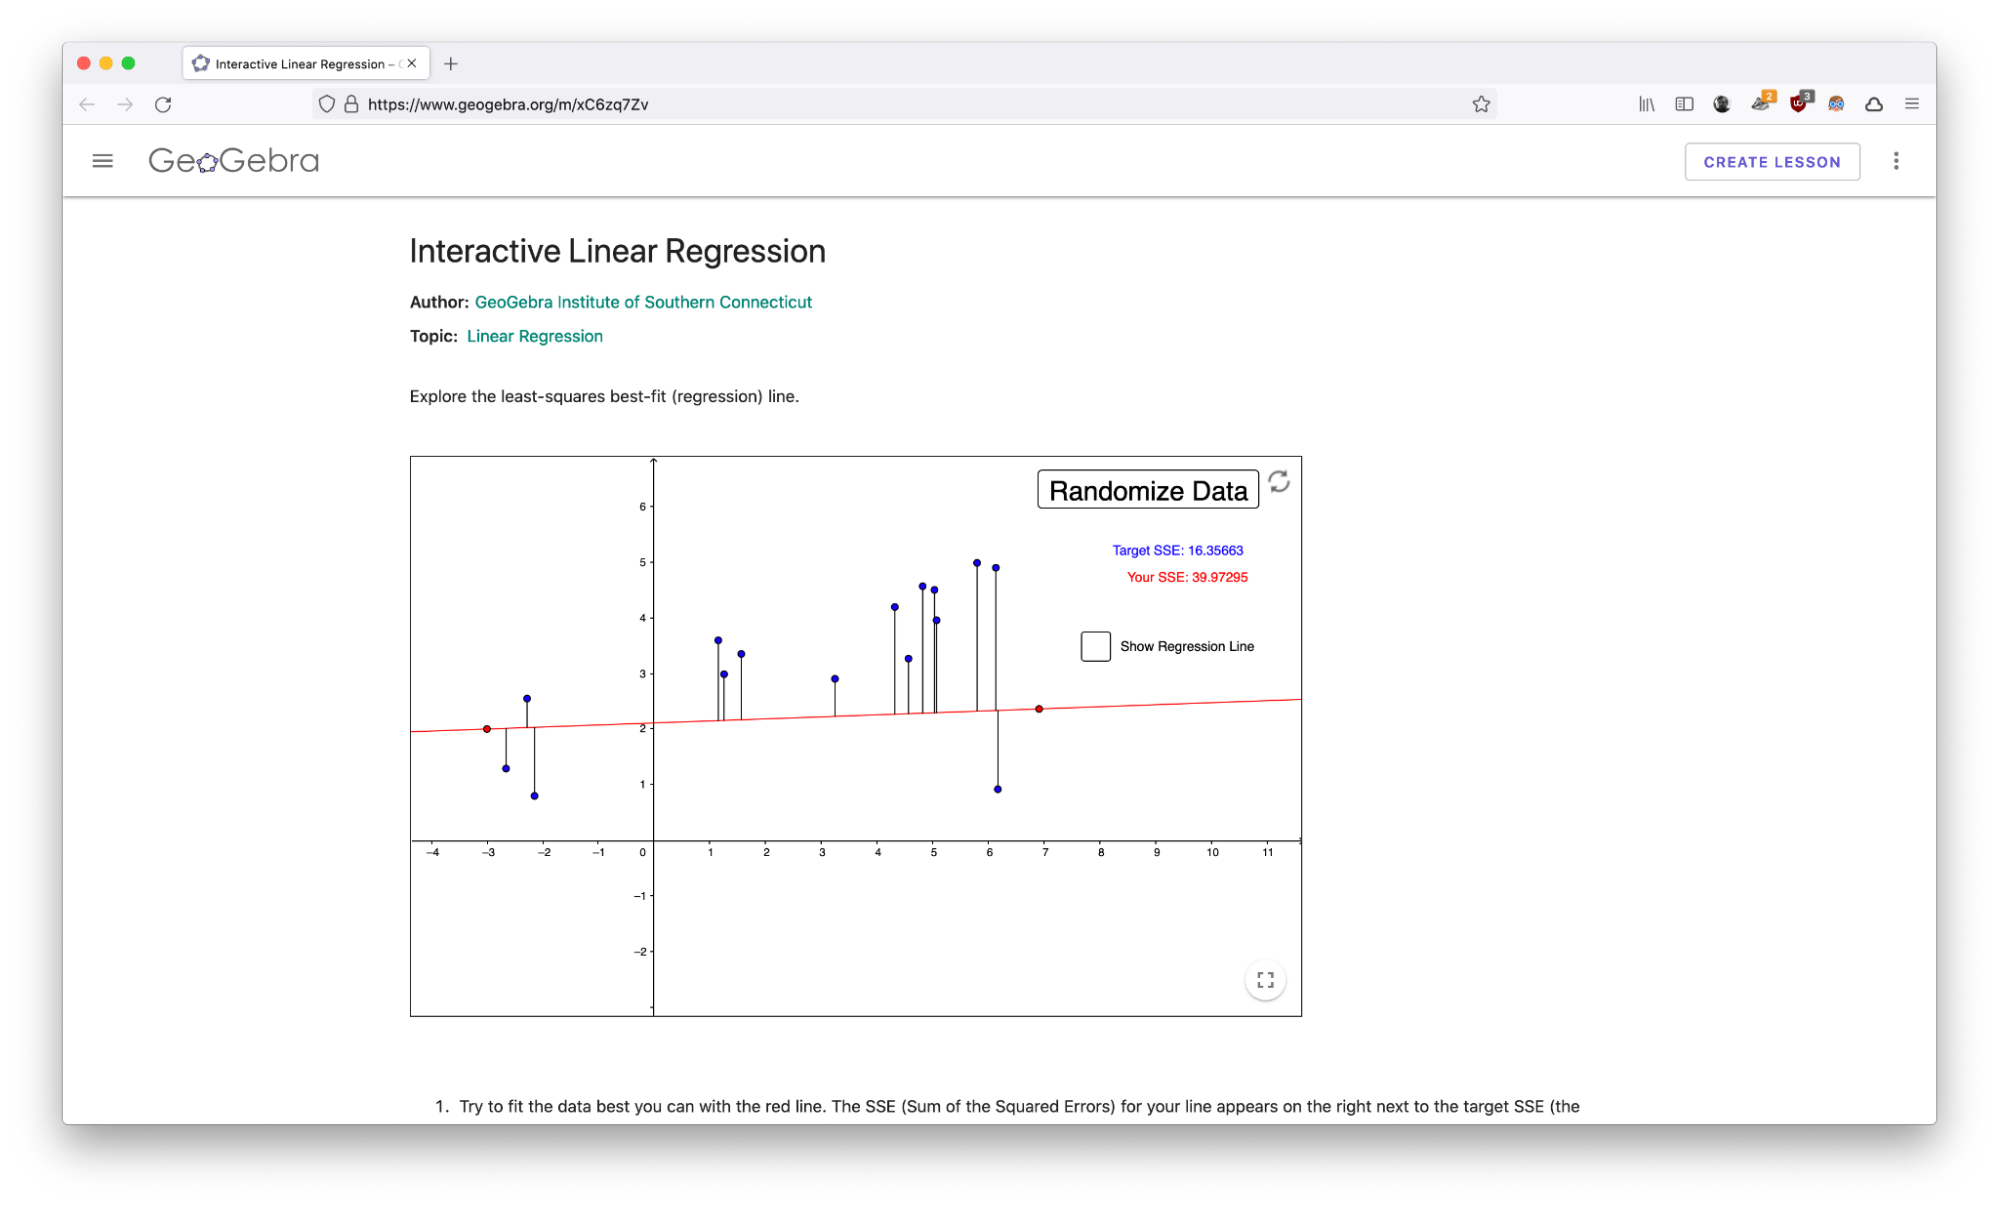 Interactive Linear Regression –
https://www.geogebra.org/m/xC6zq7Zv
2
3
GeoGebra
CREATE LESSON
Interactive Linear Regression
Author: GeoGebra Institute of Southern Connecticut
Topic: Linear Regression
Explore the least-squares best-fit (regression) line.
Randomize Data
Target SSE: 16.35663
Your SSE: 39.97295
Show Regression Line
6
5
4
3
2
1
–4 –3 –2 –1 0 1 2 3 4 5 6 7 8 9 10 11
–1
–2
1. Try to fit the data best you can with the red line. The SSE (Sum of the Squared Errors) for your line appears on the right next to the target SSE (the